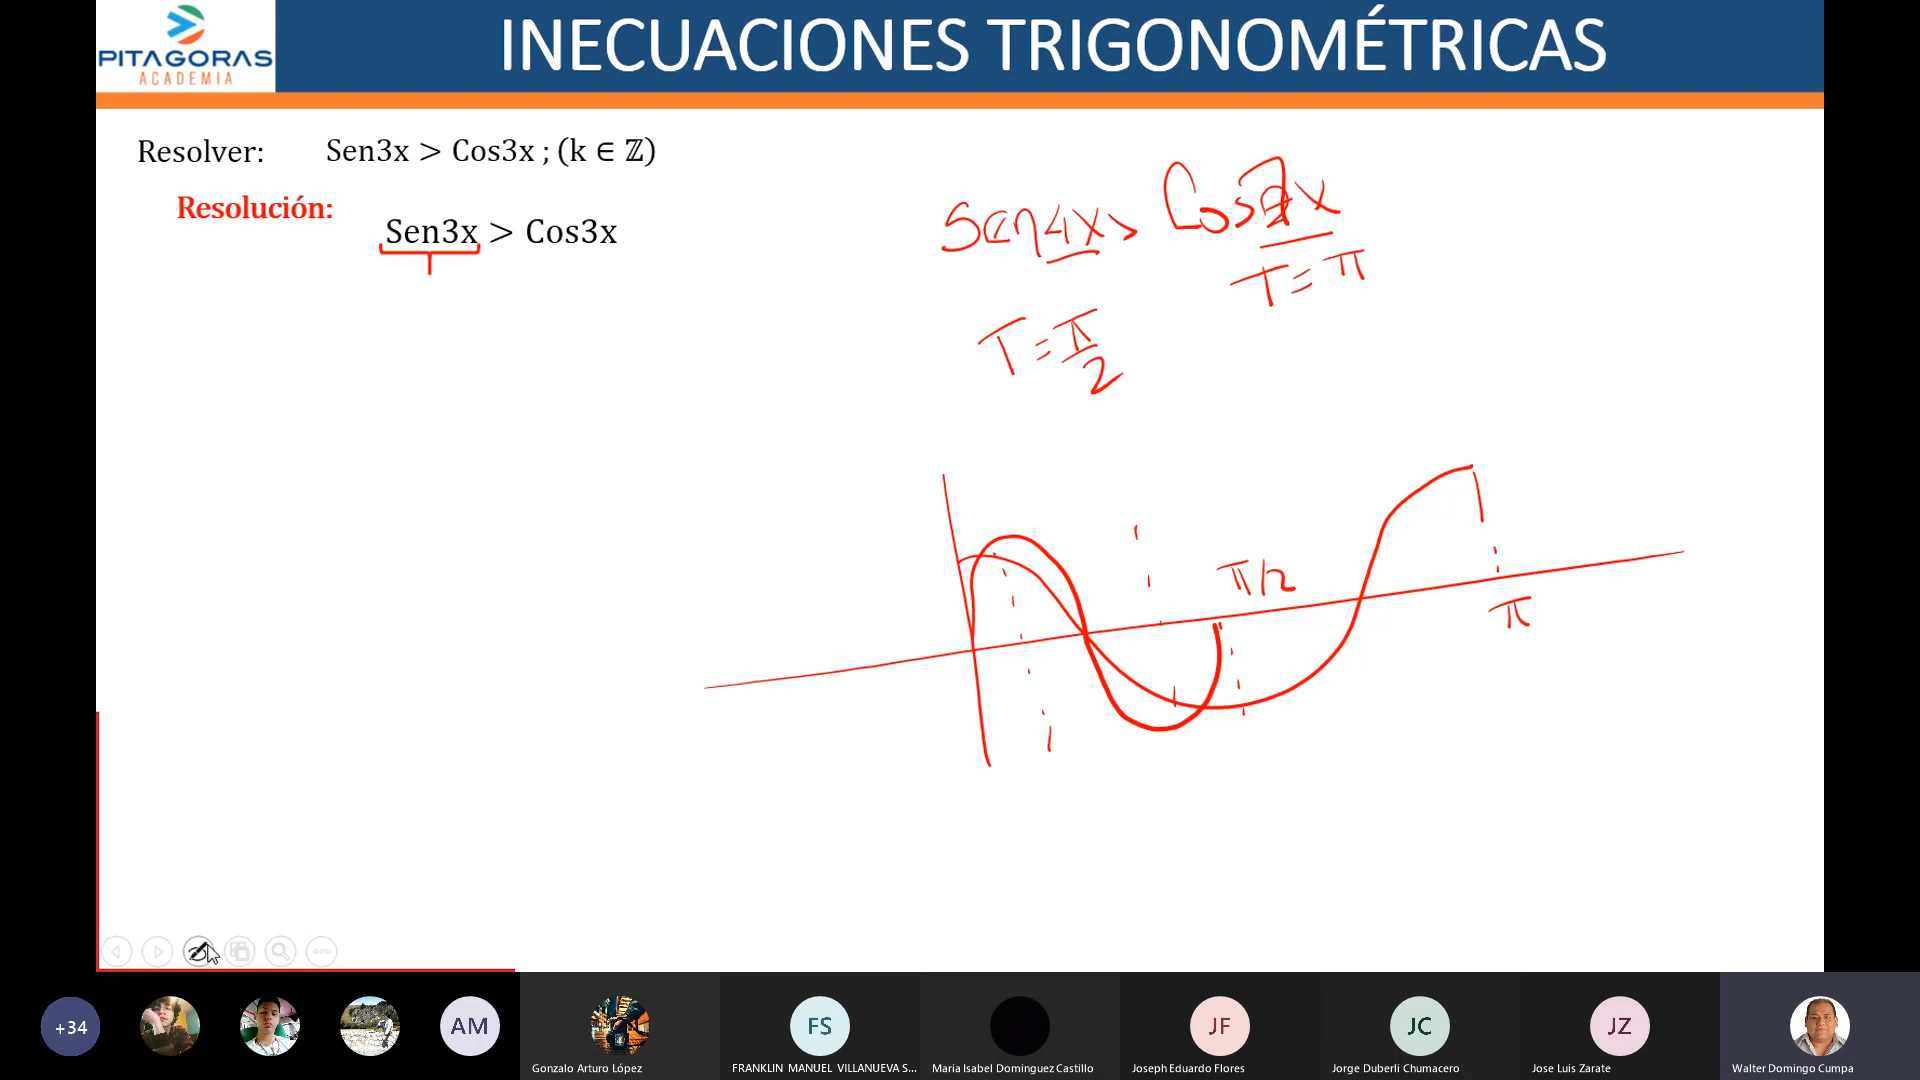 PITAGORAS
ACADEMIA
INECUACIONES TRIGONOMÉTRICAS
Resolver: Sen3x > Cos3x ; (k ∈ ℤ)
Resolución:
Sen3x > Cos3x
Sen4x > Cos2x
T = π
T = π/2
π/2
π
+34
AM
FS
JF
JC
JZ
Gonzalo Arturo López
FRANKLIN MANUEL VILLANUEVA S...
Maria Isabel Dominguez Castillo
Joseph Eduardo Flores
Jorge Duberli Chumacero
Jose Luis Zarate
Walter Domingo Cumpa